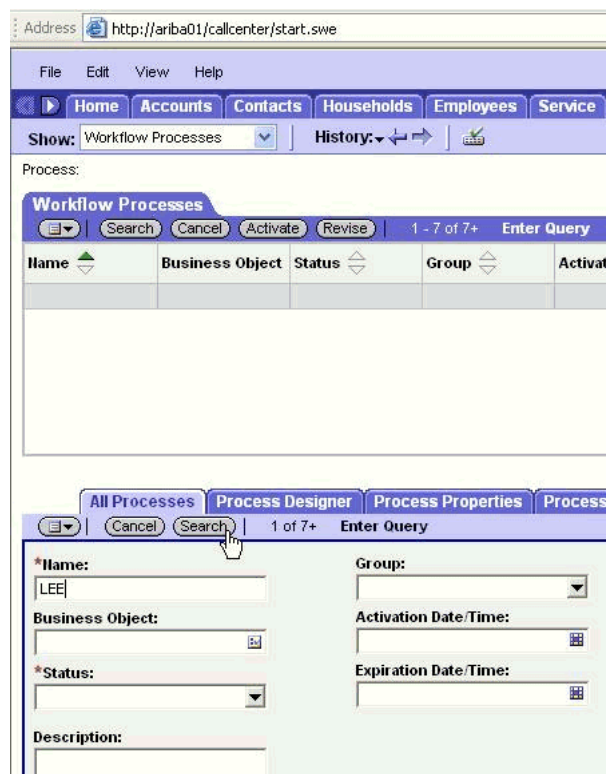 Address http://ariba01/callcenter/start.swe
File Edit View Help
Home Accounts Contacts Households Employees Service
Show: Workflow Processes History:
Process:
Workflow Processes
Search Cancel Activate Revise 1 - 7 of 7+ Enter Query
Name Business Object Status Group Activat
All Processes Process Designer Process Properties Process
Cancel Search 1 of 7+ Enter Query
*Name: Group:
LEE
Business Object: Activation Date/Time:
*Status: Expiration Date/Time:
Description: